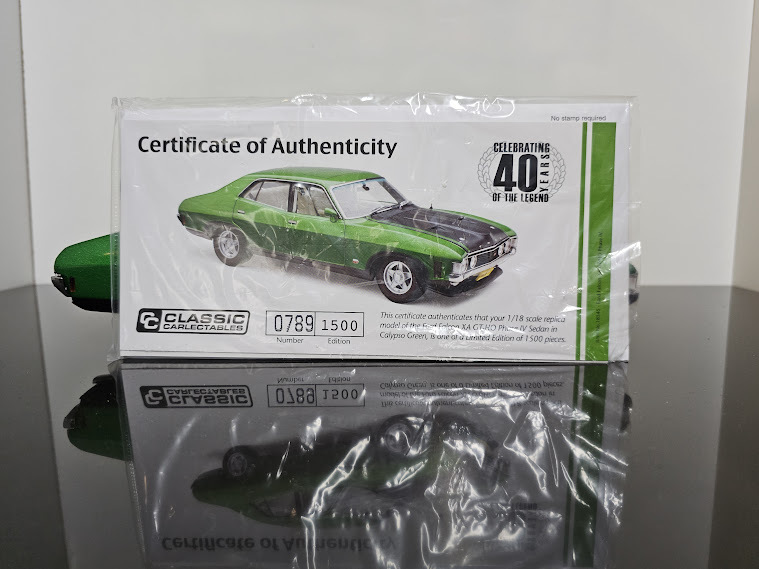 No stamp required
Certificate of Authenticity
CELEBRATING
40
YEARS
OF THE LEGEND
CC CLASSIC
CARLECTABLES
0789 1500
Number Edition
This certificate authenticates that your 1/18 scale replica
model of the Ford Falcon XA GT-HO Phase IV Sedan in
Calypso Green, is one of a Limited Edition of 1500 pieces.